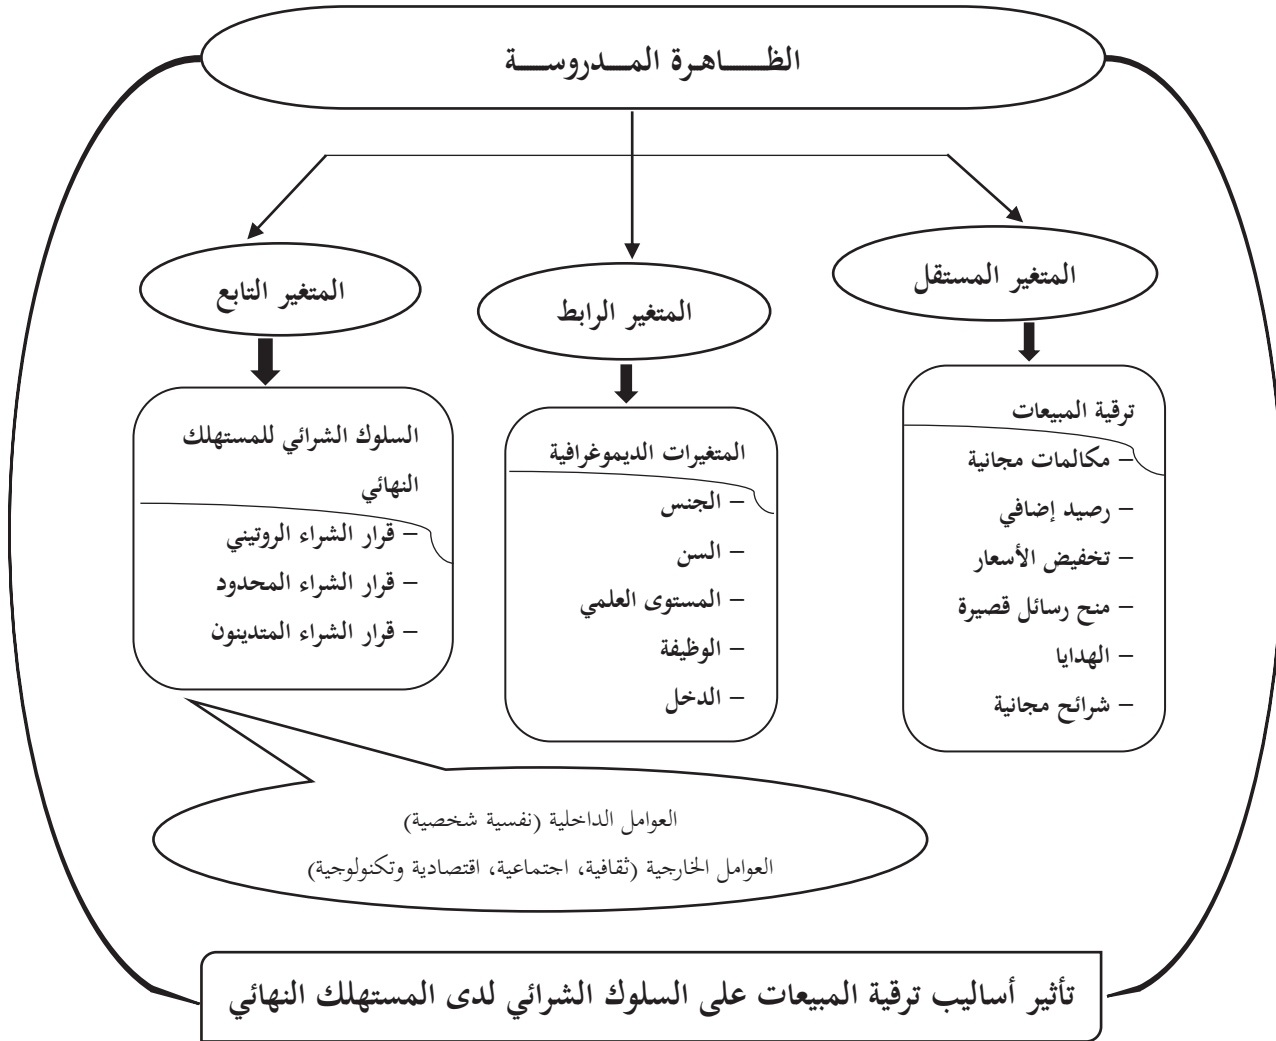 الظاهرة المدروسة
المتغير المستقل
ترقية المبيعات
– مكالمات مجانية
– رصيد إضافي
– تخفيض الأسعار
– منح رسائل قصيرة
– الهدايا
– شرائح مجانية
المتغير الرابط
المتغيرات الديموغرافية
– الجنس
– السن
– المستوى العلمي
– الوظيفة
– الدخل
المتغير التابع
السلوك الشرائي للمستهلك
النهائي
– قرار الشراء الروتيني
– قرار الشراء المحدود
– قرار الشراء المتدينون
العوامل الداخلية (نفسية شخصية)
العوامل الخارجية (ثقافية، اجتماعية، اقتصادية وتكنولوجية)
تأثير أساليب ترقية المبيعات على السلوك الشرائي لدى المستهلك النهائي